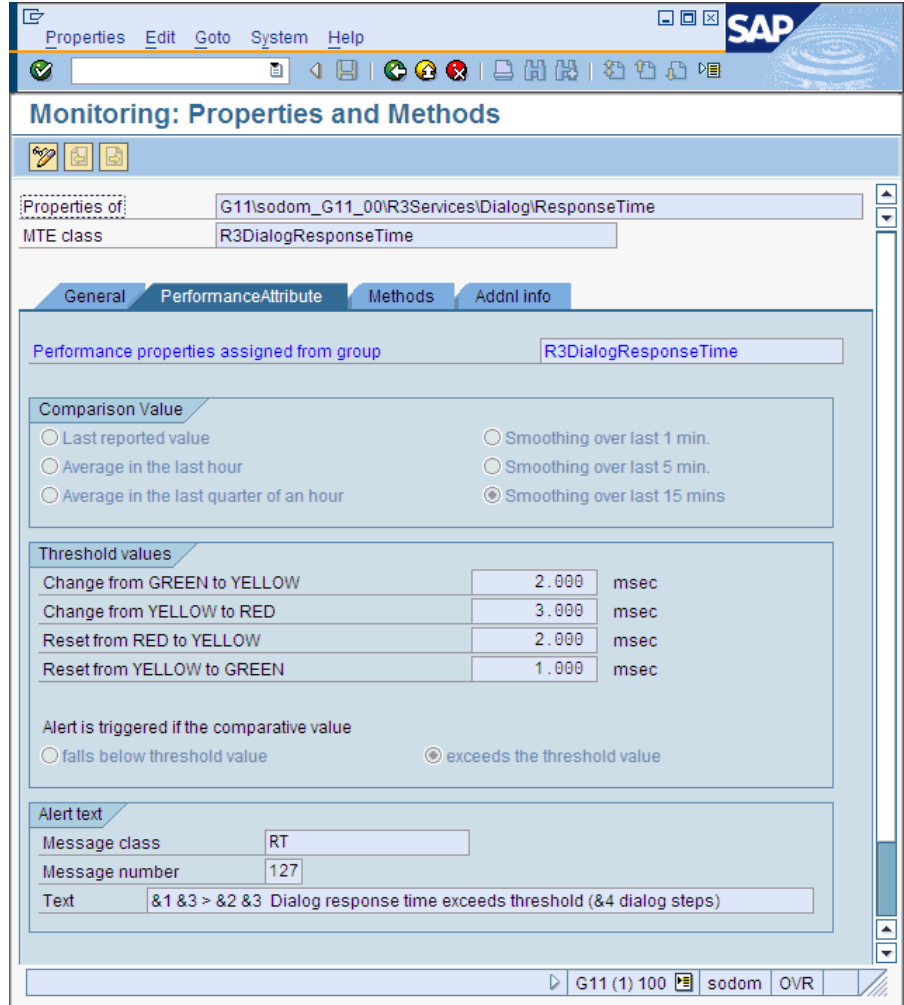 SAP
Properties Edit Goto System Help
Monitoring: Properties and Methods
Properties of G11\sodom_G11_00\R3Services\Dialog\ResponseTime
MTE class R3DialogResponseTime
General PerformanceAttribute Methods Addnl info
Performance properties assigned from group R3DialogResponseTime
Comparison Value
Last reported value Smoothing over last 1 min.
Average in the last hour Smoothing over last 5 min.
Average in the last quarter of an hour Smoothing over last 15 mins
Threshold values
Change from GREEN to YELLOW 2.000 msec
Change from YELLOW to RED 3.000 msec
Reset from RED to YELLOW 2.000 msec
Reset from YELLOW to GREEN 1.000 msec
Alert is triggered if the comparative value
falls below threshold value exceeds the threshold value
Alert text
Message class RT
Message number 127
Text &1 &3 > &2 &3 Dialog response time exceeds threshold (&4 dialog steps)
G11 (1) 100 sodom OVR